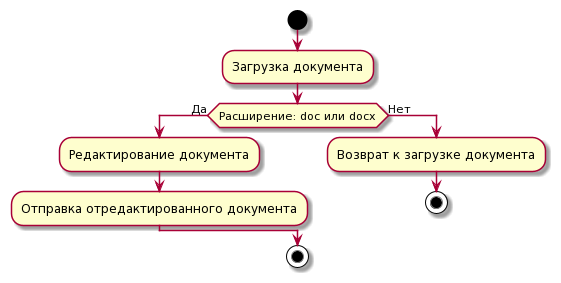 Загрузка документа
Да
Расширение: doc или docx
Нет
Редактирование документа
Возврат к загрузке документа
Отправка отредактированного документа